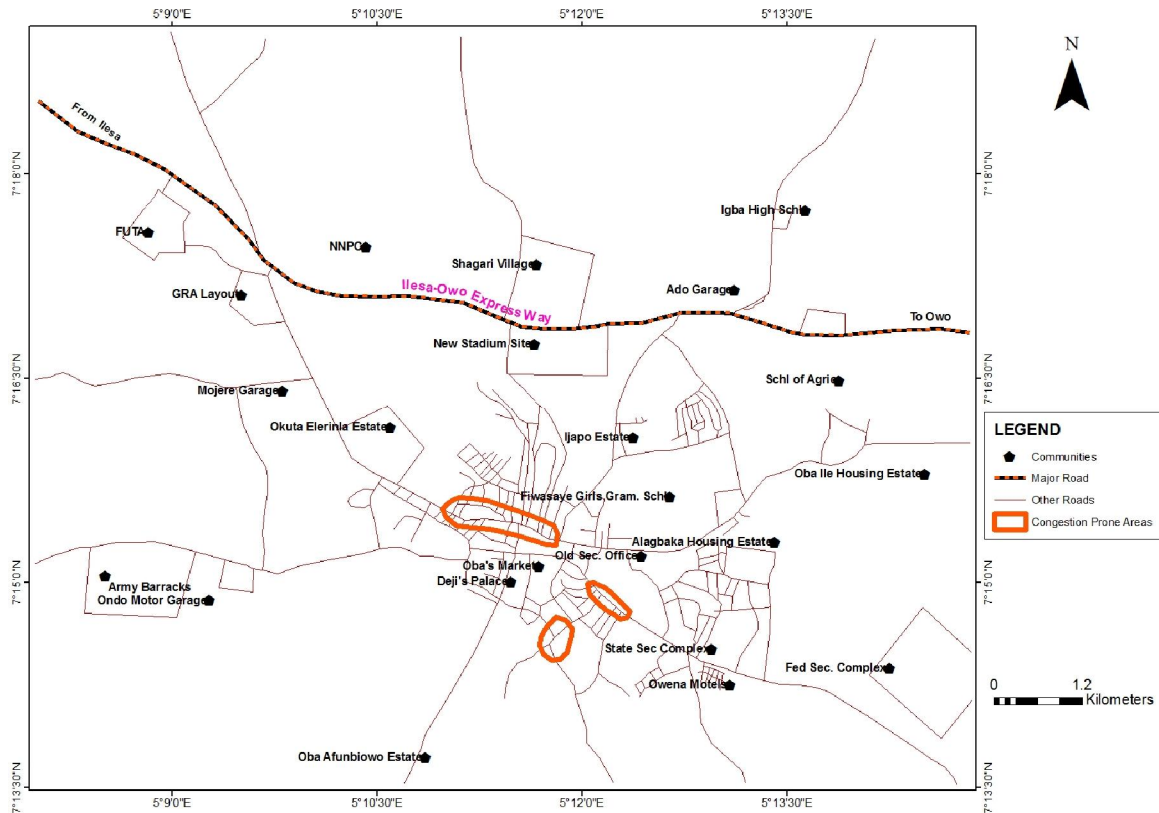 5°9'0"E 5°10'30"E 5°12'0"E 5°13'30"E
N
From Ilesa
7°18'0"N 7°18'0"N
Igba High Schl
FUTA
NNPC
Shagari Village
GRA Layout
Ado Garage
Ilesa-Owo Express Way
To Owo
New Stadium Site
7°16'30"N 7°16'30"N
Schl of Agric
Mojere Garage
Okuta Elerinla Estate
Ijapo Estate
Oba Ile Housing Estate
Fiwasaye Girls Gram. Schl
LEGEND
Communities
Major Road
Other Roads
Congestion Prone Areas
Alagbaka Housing Estate
Old Sec. Office
Oba's Market
Deji's Palace
7°15'0"N 7°15'0"N
Army Barracks
Ondo Motor Garage
State Sec Complex
Fed Sec. Complex
Owena Motels
0 1.2
Kilometers
Oba Afunbiowo Estate
7°13'30"N 7°13'30"N
5°9'0"E 5°10'30"E 5°12'0"E 5°13'30"E